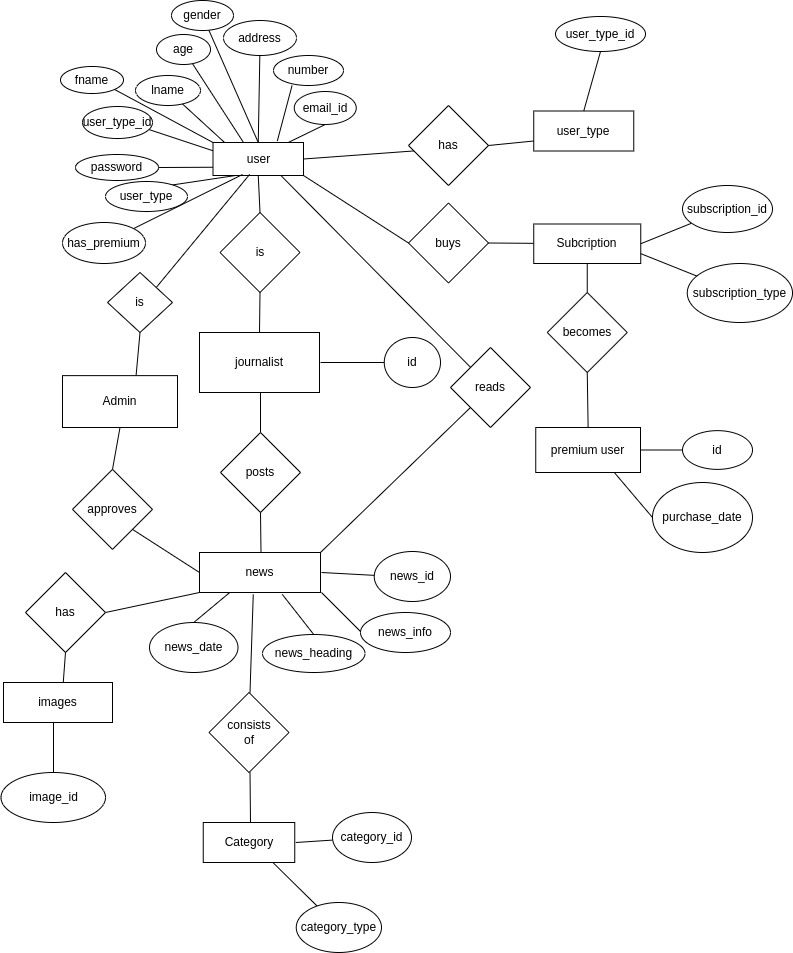 gender
address
user_type_id
age
number
fname
lname
email_id
user_type_id
user_type
has
user
password
user_type
subscription_id
has_premium
buys
Subcription
is
subscription_type
is
becomes
journalist
id
reads
Admin
premium user
id
posts
approves
purchase_date
news
news_id
has
news_info
news_date
news_heading
images
consists
of
image_id
Category
category_id
category_type